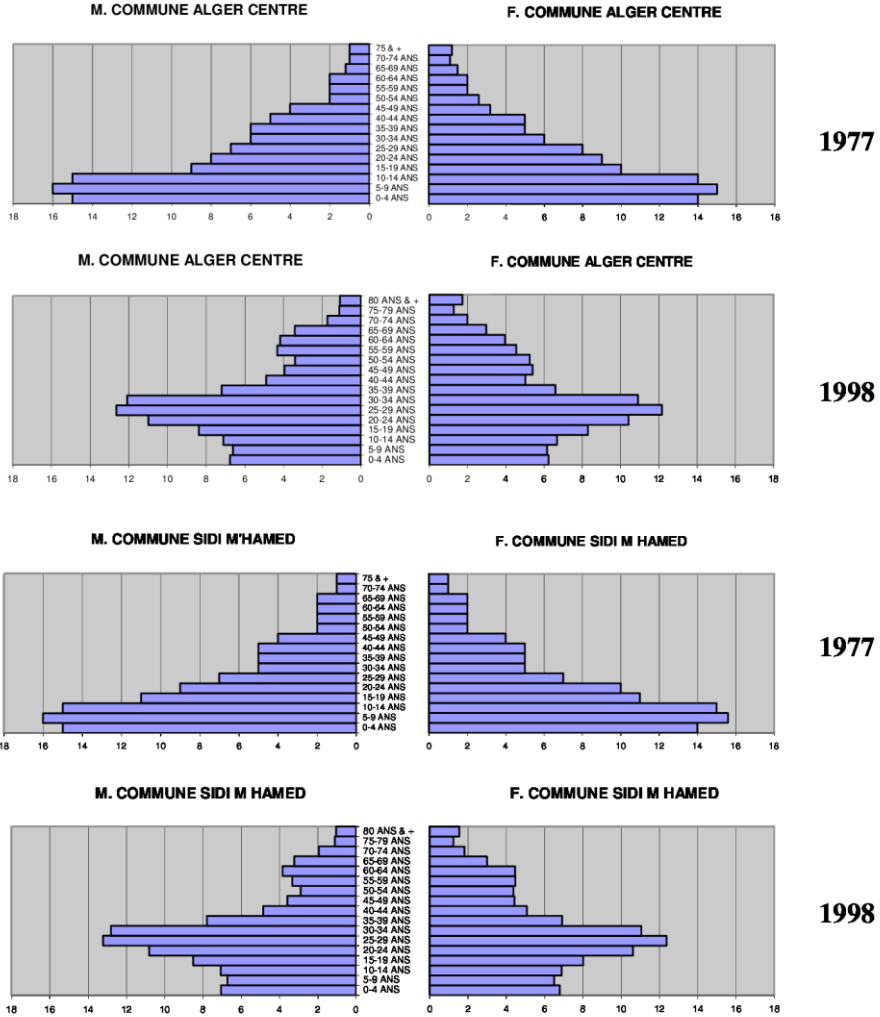 M. COMMUNE ALGER CENTRE
F. COMMUNE ALGER CENTRE
75 & +
70-74 ANS
65-69 ANS
60-64 ANS
55-59 ANS
50-54 ANS
45-49 ANS
40-44 ANS
35-39 ANS
30-34 ANS
25-29 ANS
20-24 ANS
15-19 ANS
10-14 ANS
5-9 ANS
0-4 ANS
18 16 14 12 10 8 6 4 2 0
0 2 4 6 8 10 12 14 16 18
1977
M. COMMUNE ALGER CENTRE
F. COMMUNE ALGER CENTRE
80 ANS & +
75-79 ANS
70-74 ANS
65-69 ANS
60-64 ANS
55-59 ANS
50-54 ANS
45-49 ANS
40-44 ANS
35-39 ANS
30-34 ANS
25-29 ANS
20-24 ANS
15-19 ANS
10-14 ANS
5-9 ANS
0-4 ANS
18 16 14 12 10 8 6 4 2 0
0 2 4 6 8 10 12 14 16 18
1998
M. COMMUNE SIDI M'HAMED
F. COMMUNE SIDI M HAMED
75 & +
70-74 ANS
65-69 ANS
60-64 ANS
55-59 ANS
50-54 ANS
45-49 ANS
40-44 ANS
35-39 ANS
30-34 ANS
25-29 ANS
20-24 ANS
15-19 ANS
10-14 ANS
5-9 ANS
0-4 ANS
18 16 14 12 10 8 6 4 2 0
0 2 4 6 8 10 12 14 16 18
1977
M. COMMUNE SIDI M HAMED
F. COMMUNE SIDI M HAMED
80 ANS & +
75-79 ANS
70-74 ANS
65-69 ANS
60-64 ANS
55-59 ANS
50-54 ANS
45-49 ANS
40-44 ANS
35-39 ANS
30-34 ANS
25-29 ANS
20-24 ANS
15-19 ANS
10-14 ANS
5-9 ANS
0-4 ANS
18 16 14 12 10 8 6 4 2 0
0 2 4 6 8 10 12 14 16 18
1998